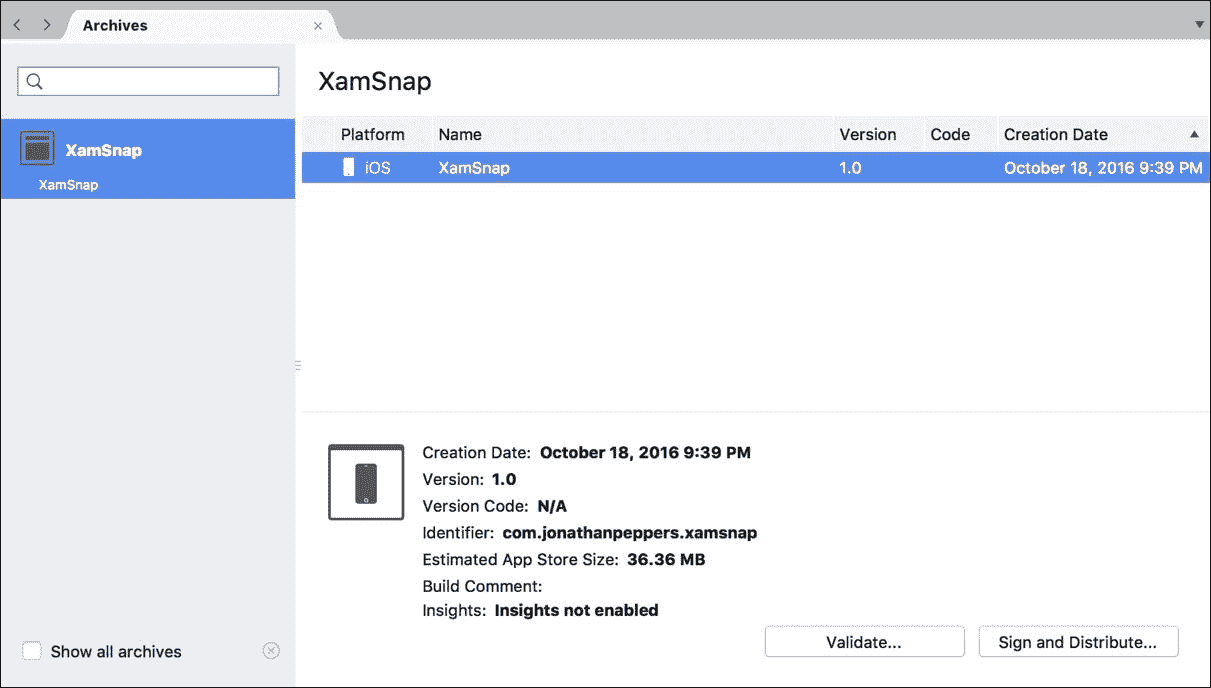 Archives
XamSnap
XamSnap
XamSnap
Platform Name Version Code Creation Date
iOS XamSnap 1.0 October 18, 2016 9:39 PM
Creation Date: October 18, 2016 9:39 PM
Version: 1.0
Version Code: N/A
Identifier: com.jonathanpeppers.xamsnap
Estimated App Store Size: 36.36 MB
Build Comment:
Insights: Insights not enabled
Show all archives
Validate... Sign and Distribute...